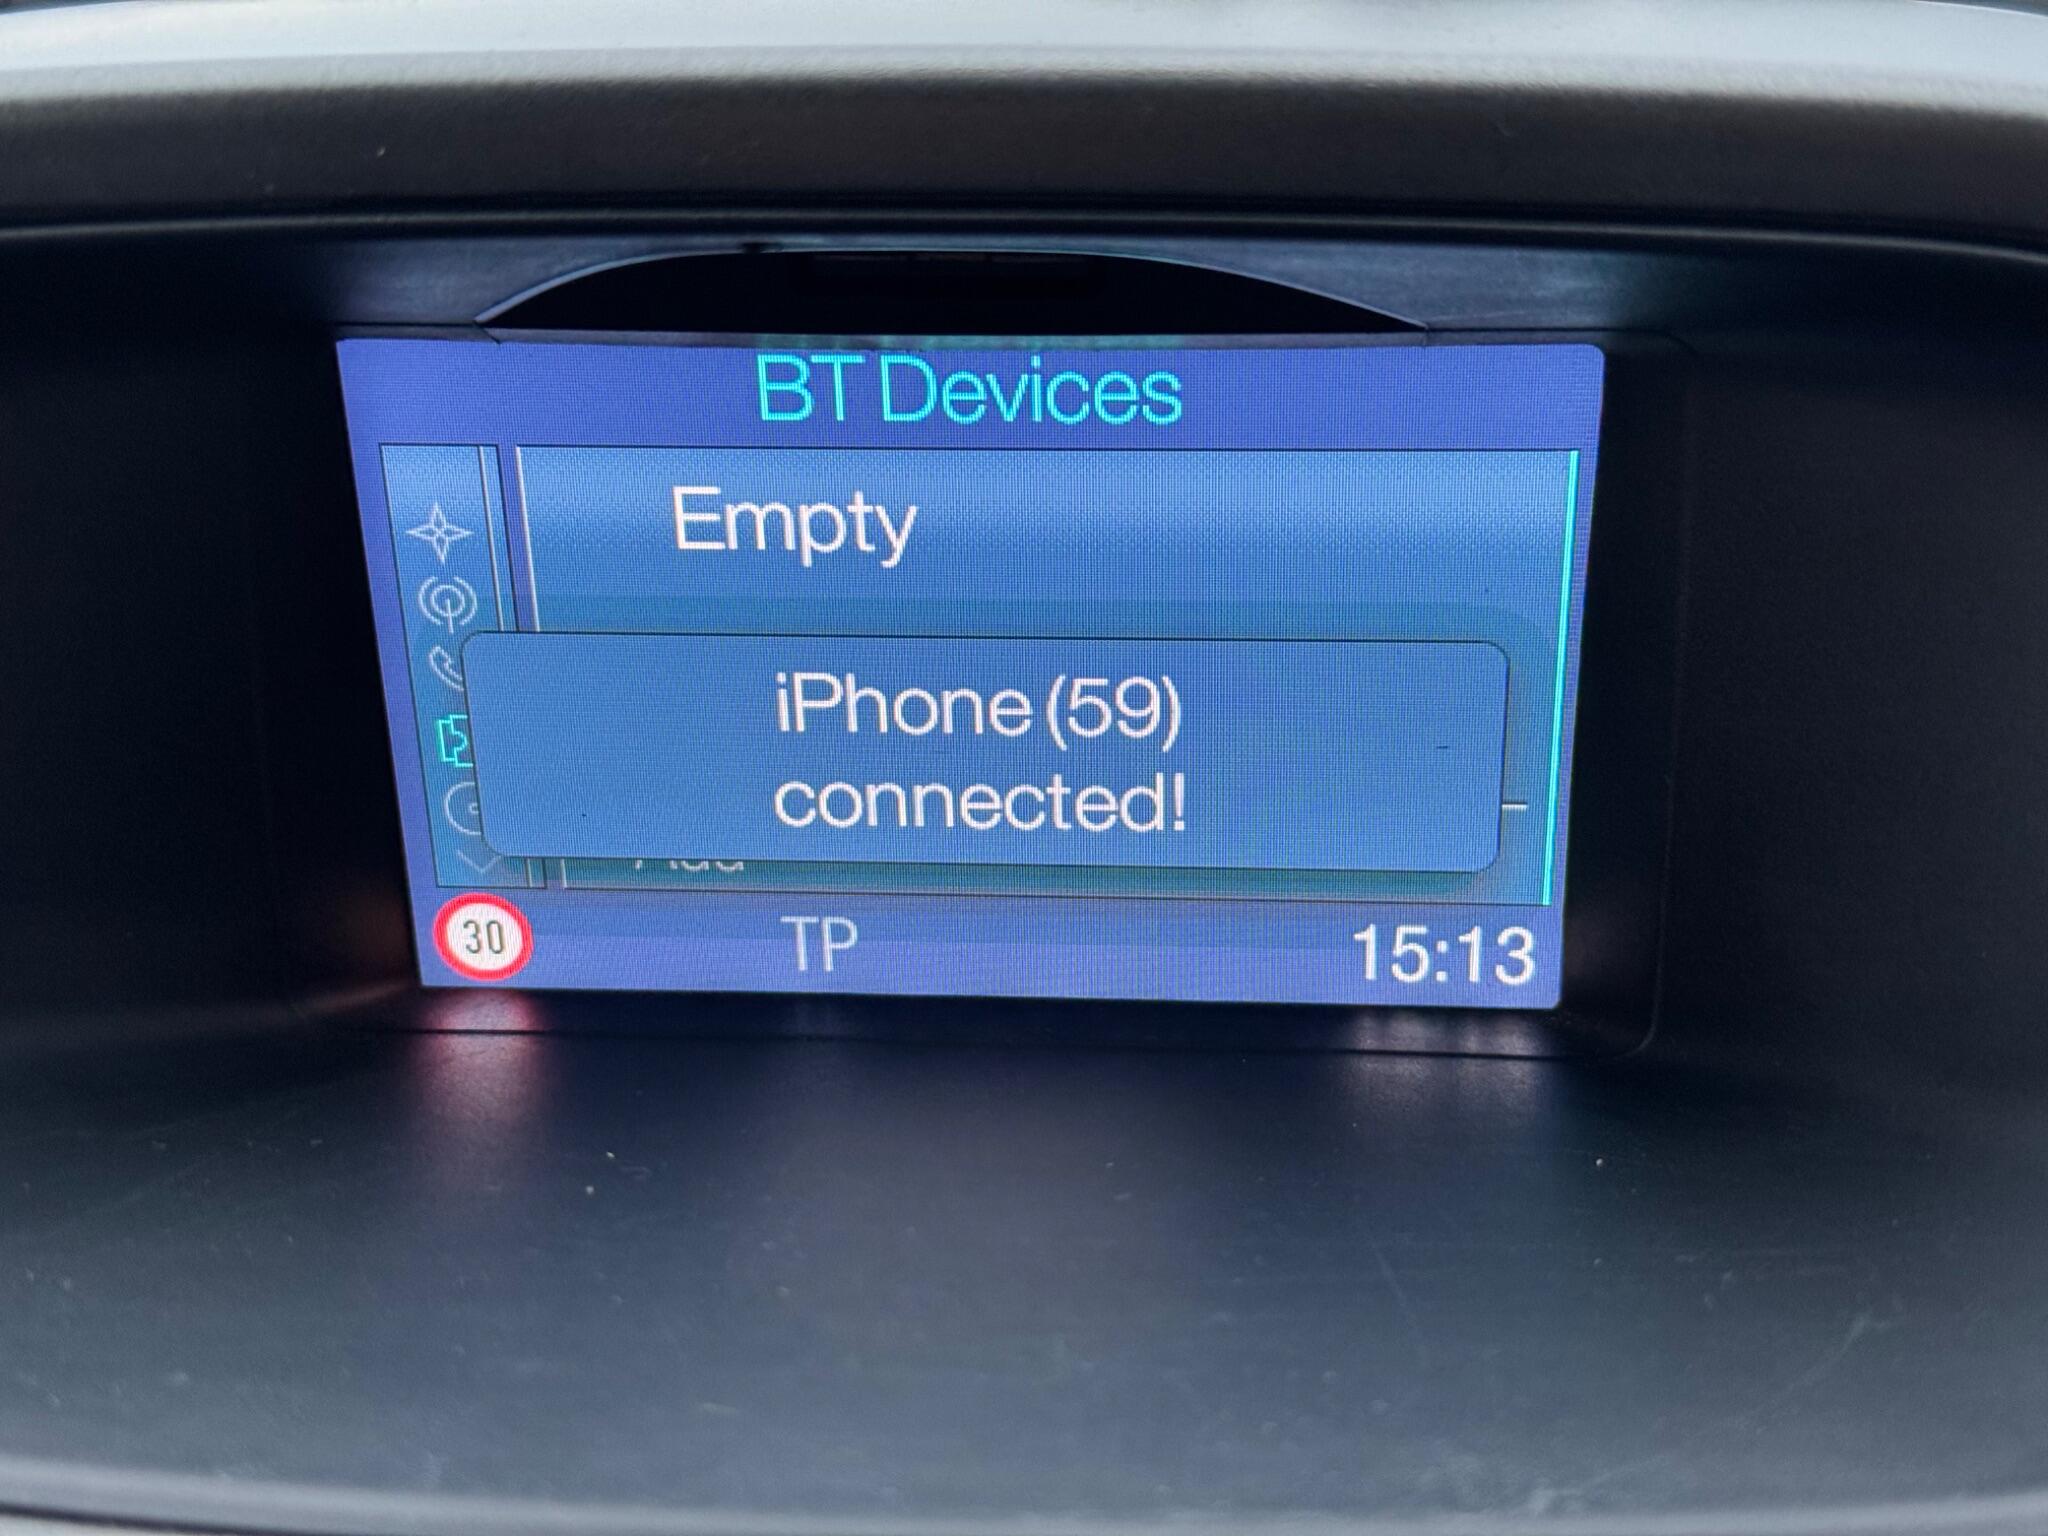 BT Devices
Empty
iPhone (59)
connected!
30
TP
15:13